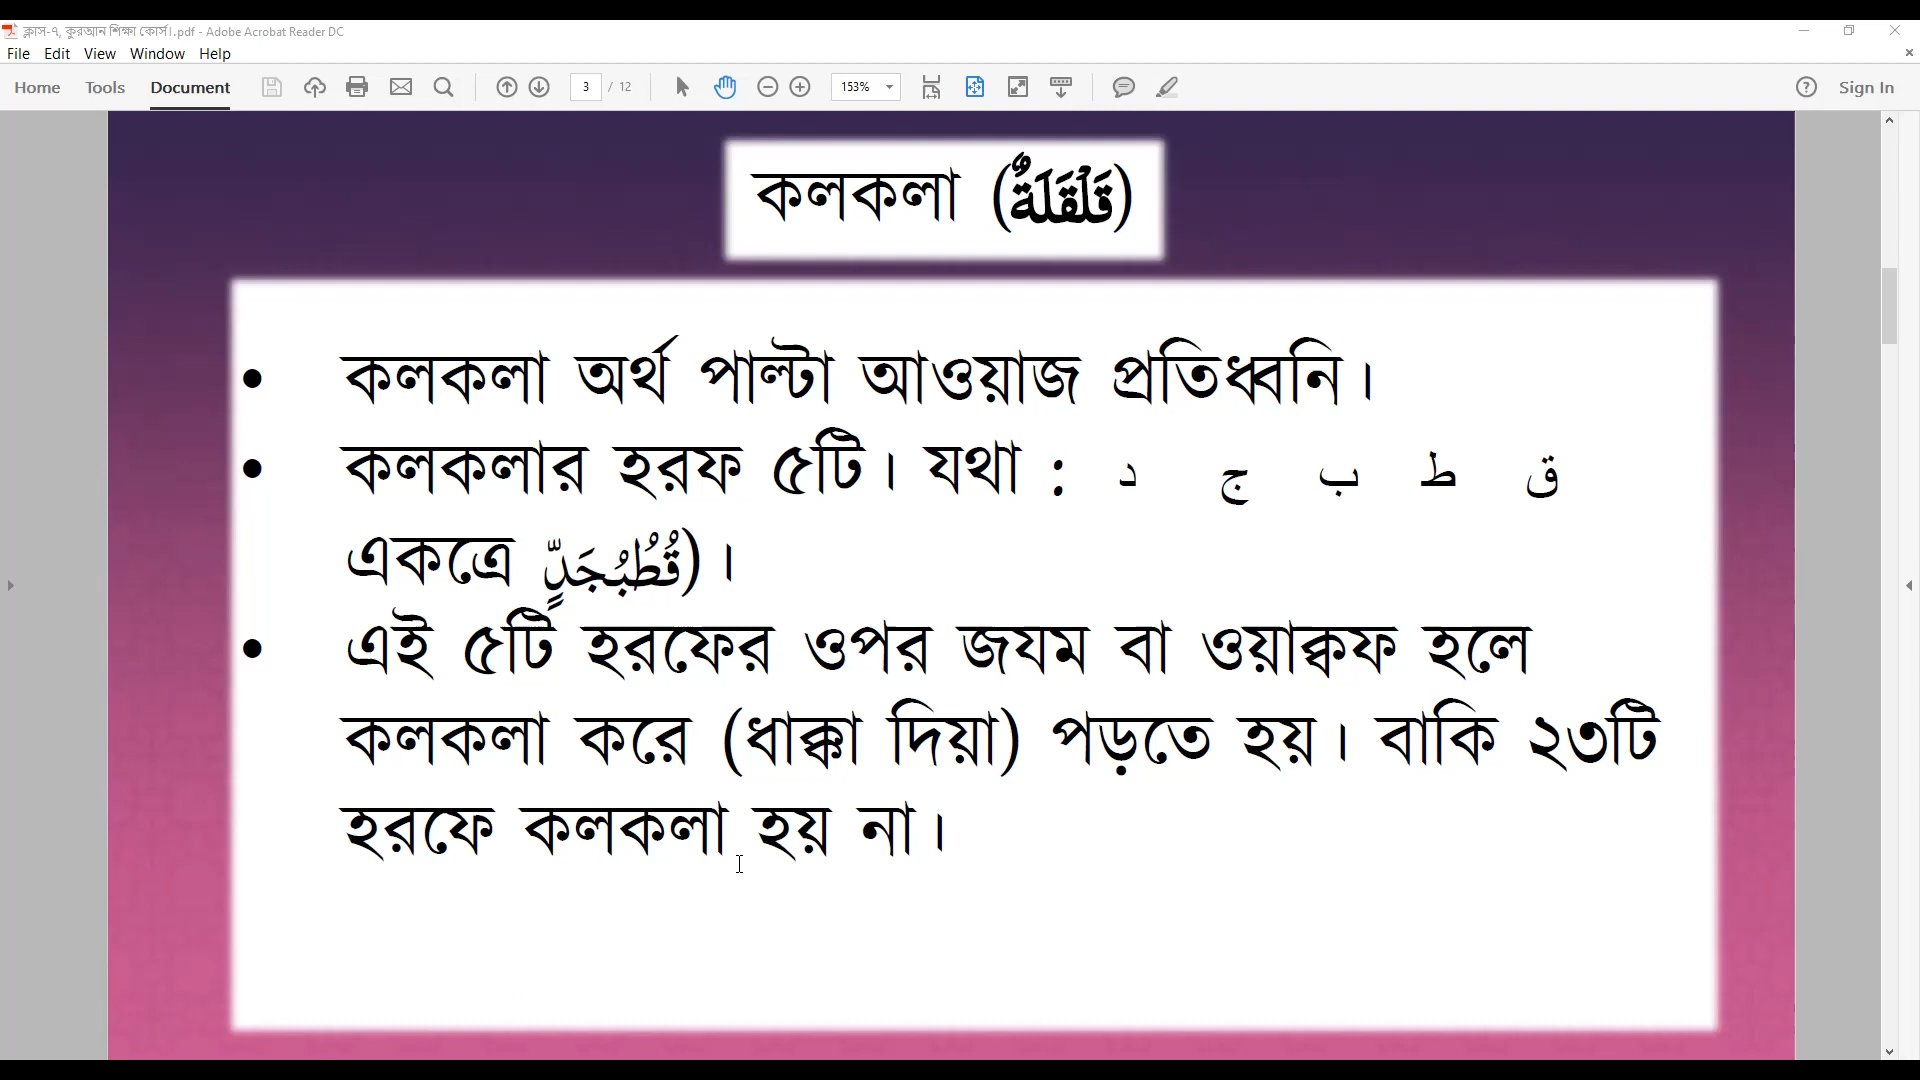 ক্লাস-৭, কুরআন শিক্ষা কোর্স।.pdf - Adobe Acrobat Reader DC
File Edit View Window Help
Home Tools Document 3 / 12 153% Sign In
কলকলা (قَلْقَلَةٌ)
• কলকলা অর্থ পাল্টা আওয়াজ প্রতিধ্বনি।
• কলকলার হরফ ৫টি। যথা : د ج ب ط ق
একত্রে قُطْبُجَدٍّ)।
• এই ৫টি হরফের ওপর জযম বা ওয়াক্বফ হলে
কলকলা করে (ধাক্কা দিয়া) পড়তে হয়। বাকি ২৩টি
হরফে কলকলা হয় না।